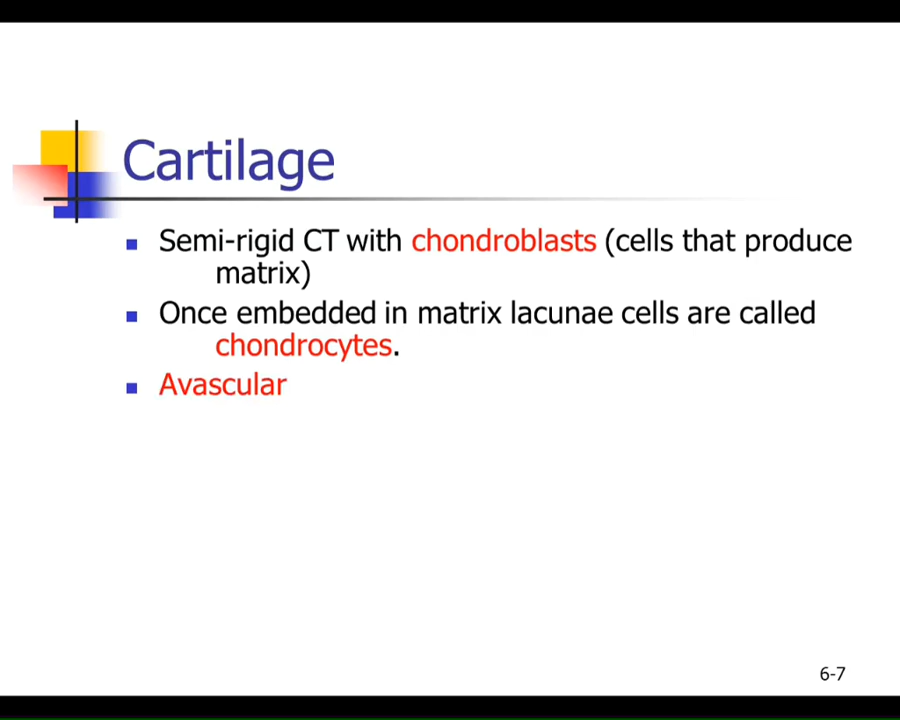 Cartilage
Semi-rigid CT with chondroblasts (cells that produce
matrix)
Once embedded in matrix lacunae cells are called
chondrocytes.
Avascular
6-7